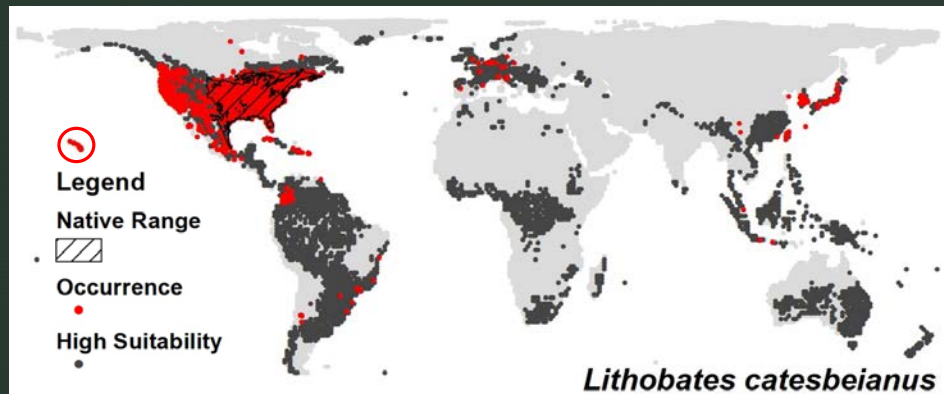 Legend
Native Range
Occurrence
High Suitability
Lithobates catesbeianus